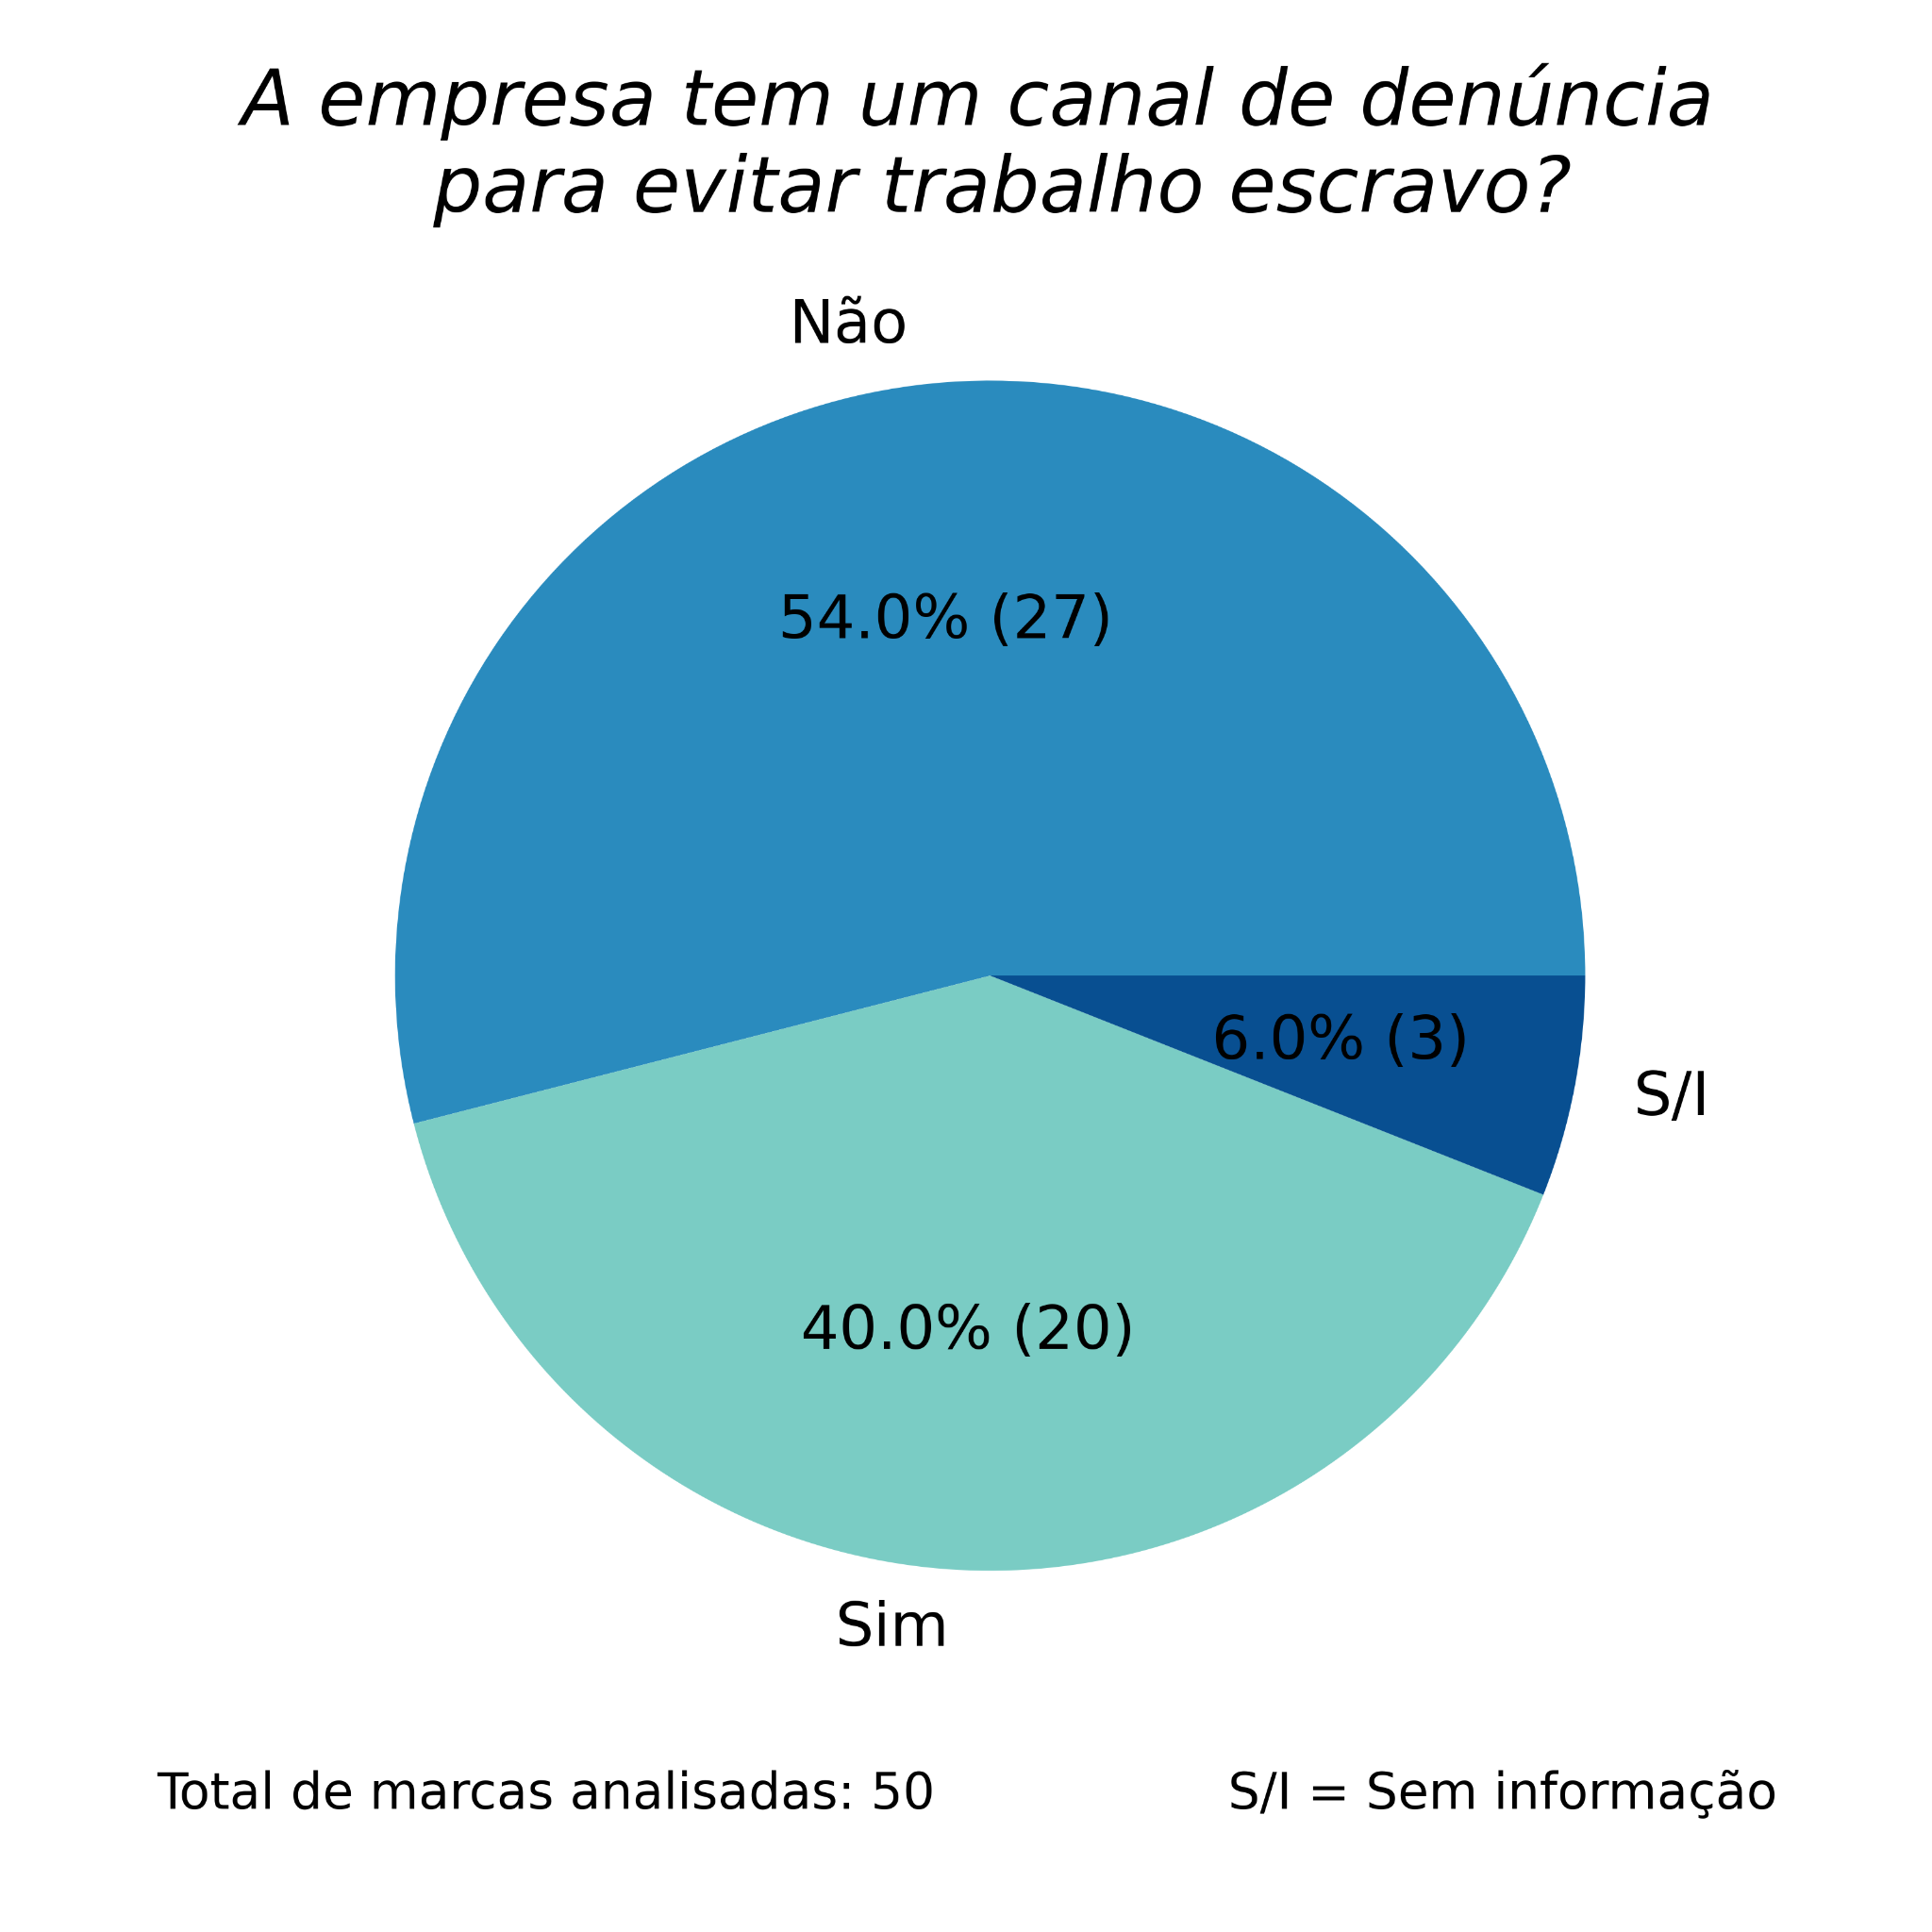 A empresa tem um canal de denúncia
para evitar trabalho escravo?
Não
54.0% (27)
6.0% (3)
S/I
40.0% (20)
Sim
Total de marcas analisadas: 50
S/I = Sem informação